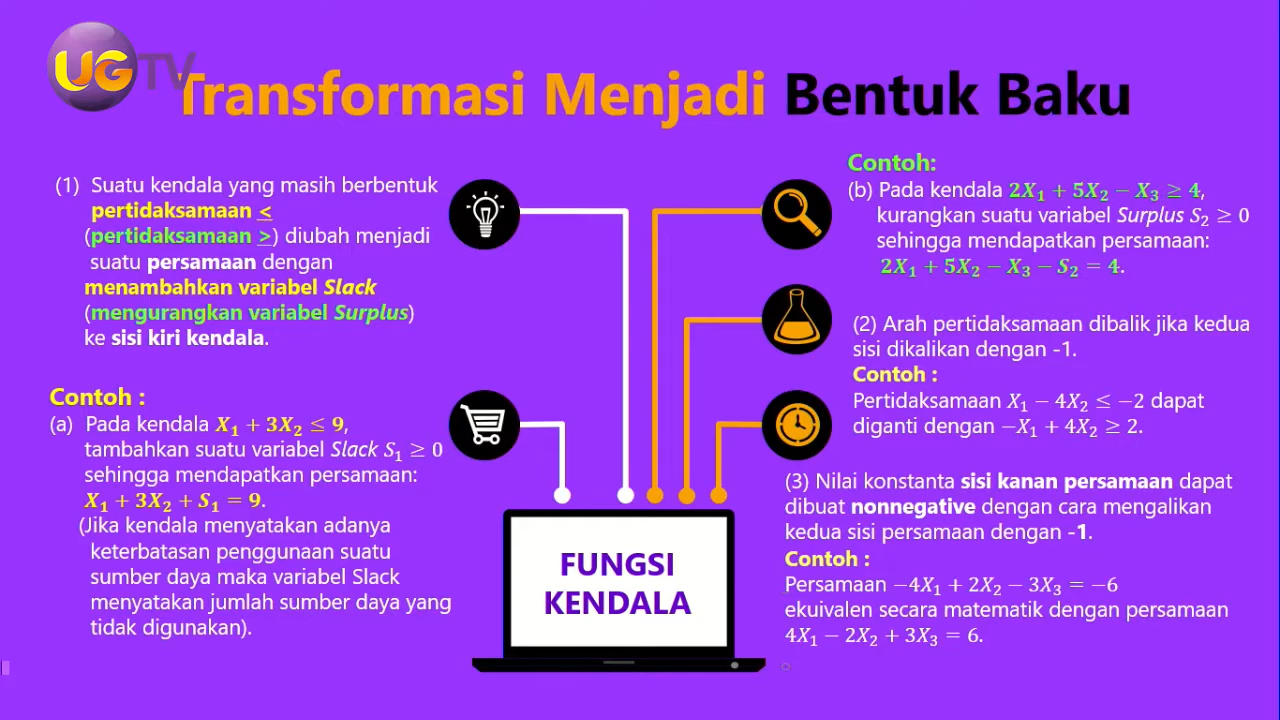 UGTV
Transformasi Menjadi Bentuk Baku
(1) Suatu kendala yang masih berbentuk
pertidaksamaan <
(pertidaksamaan >) diubah menjadi
suatu persamaan dengan
menambahkan variabel Slack
(mengurangkan variabel Surplus)
ke sisi kiri kendala.
Contoh :
(a) Pada kendala X₁ + 3X₂ ≤ 9,
tambahkan suatu variabel Slack S₁ ≥ 0
sehingga mendapatkan persamaan:
X₁ + 3X₂ + S₁ = 9.
(Jika kendala menyatakan adanya
keterbatasan penggunaan suatu
sumber daya maka variabel Slack
menyatakan jumlah sumber daya yang
tidak digunakan).
FUNGSI
KENDALA
Contoh:
(b) Pada kendala 2X₁ + 5X₂ − X₃ ≥ 4,
kurangkan suatu variabel Surplus S₂ ≥ 0
sehingga mendapatkan persamaan:
2X₁ + 5X₂ − X₃ − S₂ = 4.
(2) Arah pertidaksamaan dibalik jika kedua
sisi dikalikan dengan -1.
Contoh :
Pertidaksamaan X₁ − 4X₂ ≤ −2 dapat
diganti dengan −X₁ + 4X₂ ≥ 2.
(3) Nilai konstanta sisi kanan persamaan dapat
dibuat nonnegative dengan cara mengalikan
kedua sisi persamaan dengan -1.
Contoh :
Persamaan −4X₁ + 2X₂ − 3X₃ = −6
ekuivalen secara matematik dengan persamaan
4X₁ − 2X₂ + 3X₃ = 6.